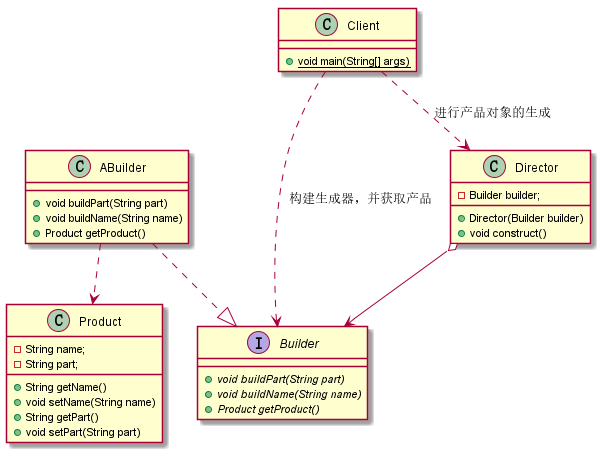 C Client
void main(String[] args)
进行产品对象的生成
C ABuilder
void buildPart(String part)
void buildName(String name)
Product getProduct()
C Director
Builder builder;
Director(Builder builder)
void construct()
构建生成器，并获取产品
C Product
String name;
String part;
String getName()
void setName(String name)
String getPart()
void setPart(String part)
I Builder
void buildPart(String part)
void buildName(String name)
Product getProduct()